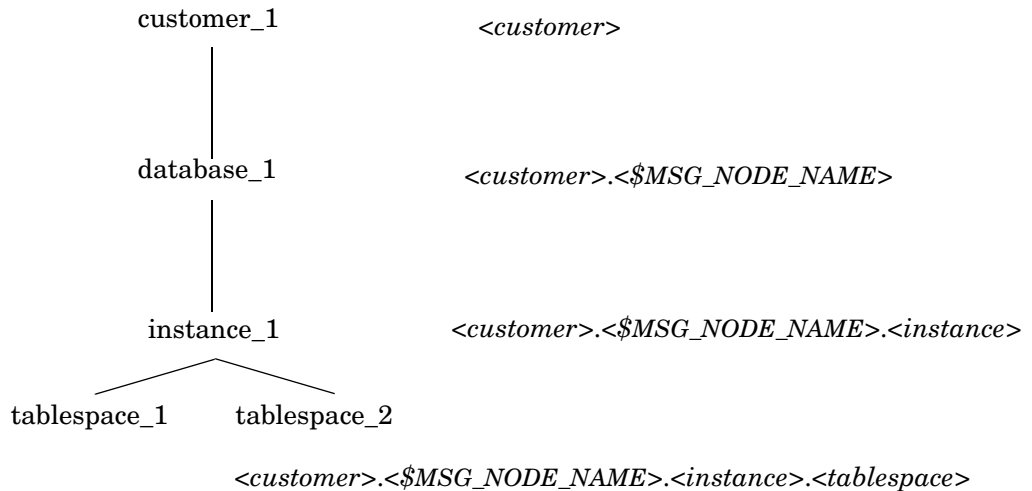 customer_1 <customer>
database_1 <customer>.<$MSG_NODE_NAME>
instance_1 <customer>.<$MSG_NODE_NAME>.<instance>
tablespace_1 tablespace_2
<customer>.<$MSG_NODE_NAME>.<instance>.<tablespace>